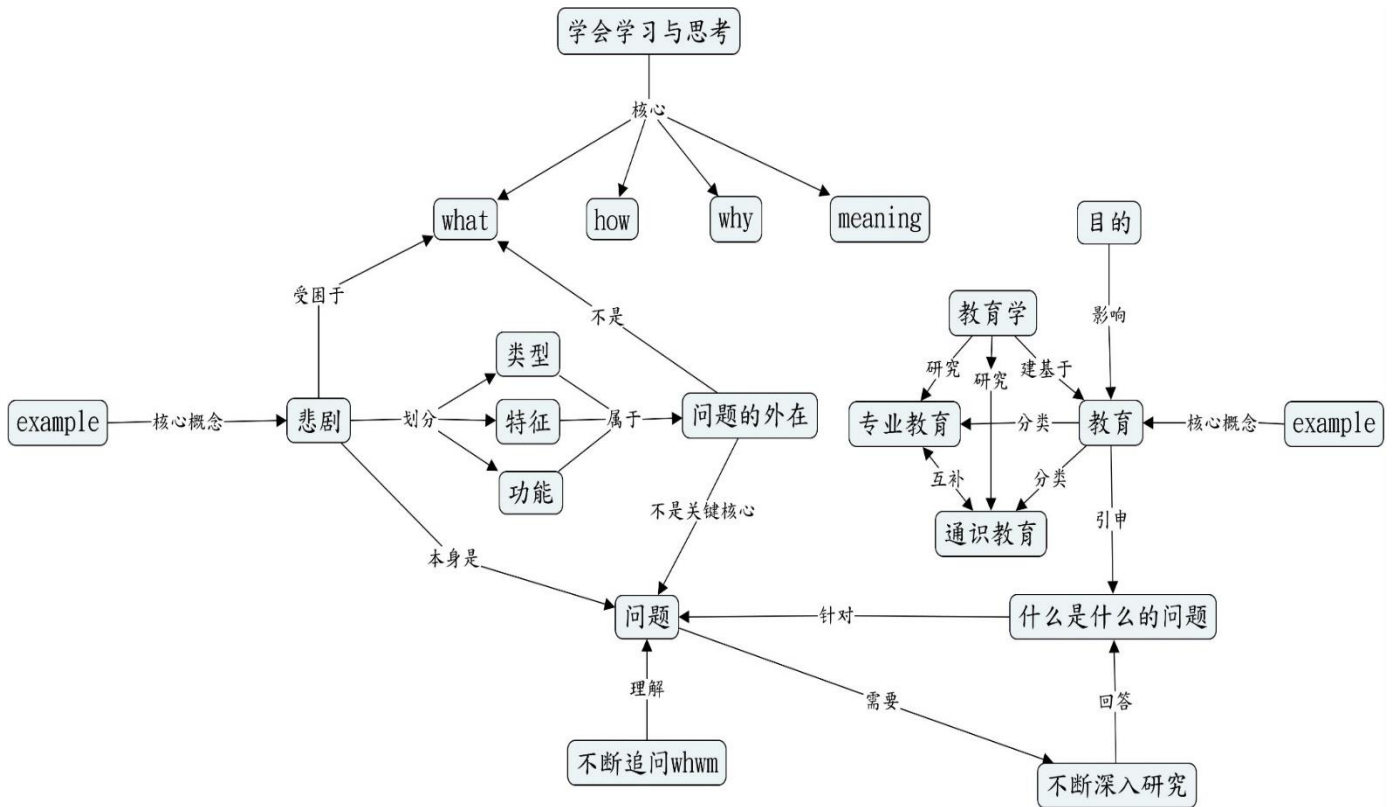 学会学习与思考
核心
what
how
why
meaning
目的
受困于
不是
教育学
影响
类型
研究
研究
建基于
example
核心概念
悲剧
划分
特征
属于
问题的外在
专业教育
分类
教育
核心概念
example
功能
互补
分类
不是关键核心
通识教育
引申
本身是
问题
针对
什么是什么的问题
理解
需要
回答
不断追问whwm
不断深入研究